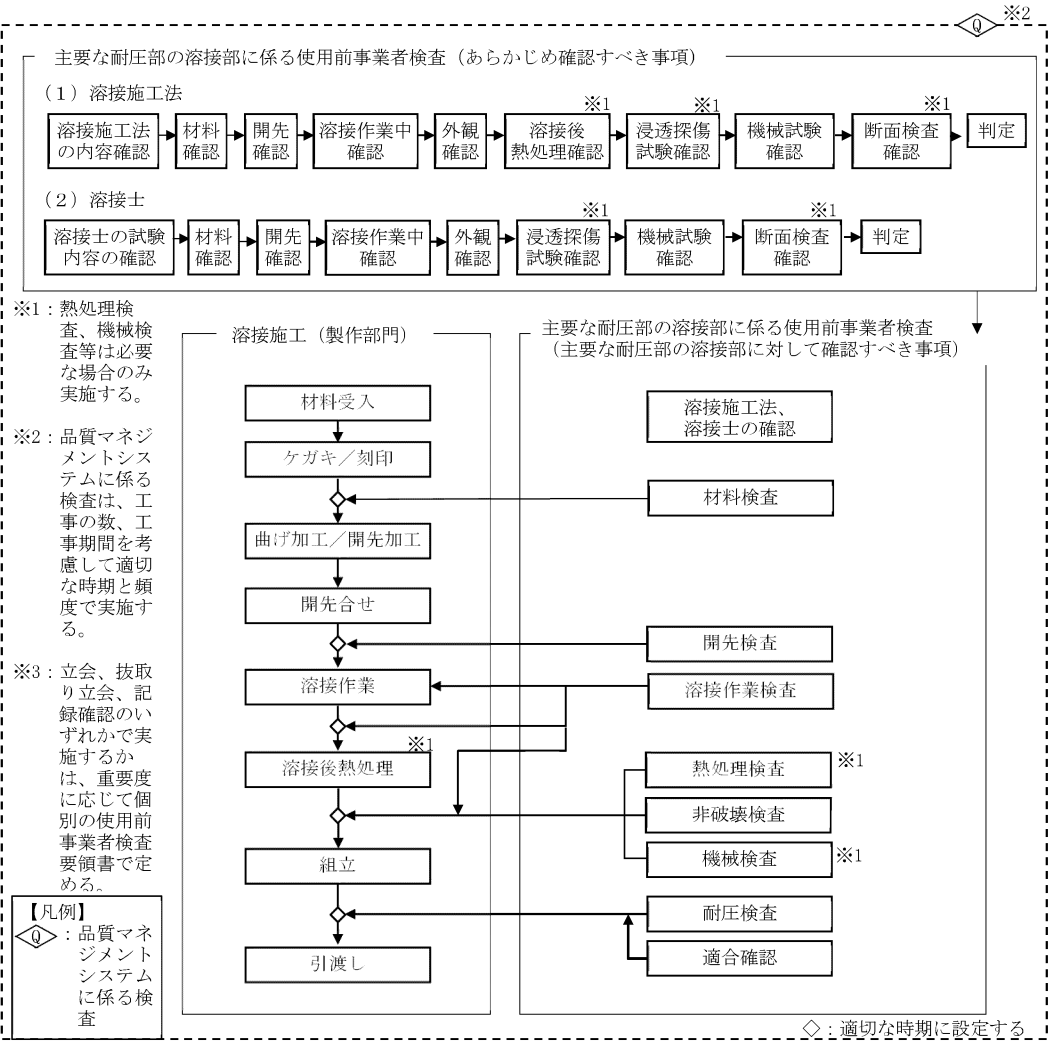 Q ※2
主要な耐圧部の溶接部に係る使用前事業者検査（あらかじめ確認すべき事項）
（1）溶接施工法
溶接施工法
の内容確認
材料
確認
開先
確認
溶接作業中
確認
外観
確認
※1
溶接後
熱処理確認
※1
浸透探傷
試験確認
機械試験
確認
※1
断面検査
確認
判定
（2）溶接士
溶接士の試験
内容の確認
材料
確認
開先
確認
溶接作業中
確認
外観
確認
※1
浸透探傷
試験確認
機械試験
確認
※1
断面検査
確認
判定
※1：熱処理検
査、機械検
査等は必要
な場合のみ
実施する。
※2：品質マネジ
メントシス
テムに係る
検査は、工
事の数、工
事期間を考
慮して適切
な時期と頻
度で実施す
る。
※3：立会、抜取
り立会、記
録確認のい
ずれかで実
施するか
は、重要度
に応じて個
別の使用前
事業者検査
要領書で定
める。
【凡例】
Q：品質マネ
ジメント
システム
に係る検
査
溶接施工（製作部門）
材料受入
ケガキ／刻印
曲げ加工／開先加工
開先合せ
溶接作業
※1
溶接後熱処理
組立
引渡し
主要な耐圧部の溶接部に係る使用前事業者検査
（主要な耐圧部の溶接部に対して確認すべき事項）
溶接施工法、
溶接士の確認
材料検査
開先検査
溶接作業検査
熱処理検査 ※1
非破壊検査
機械検査 ※1
耐圧検査
適合確認
◇：適切な時期に設定する